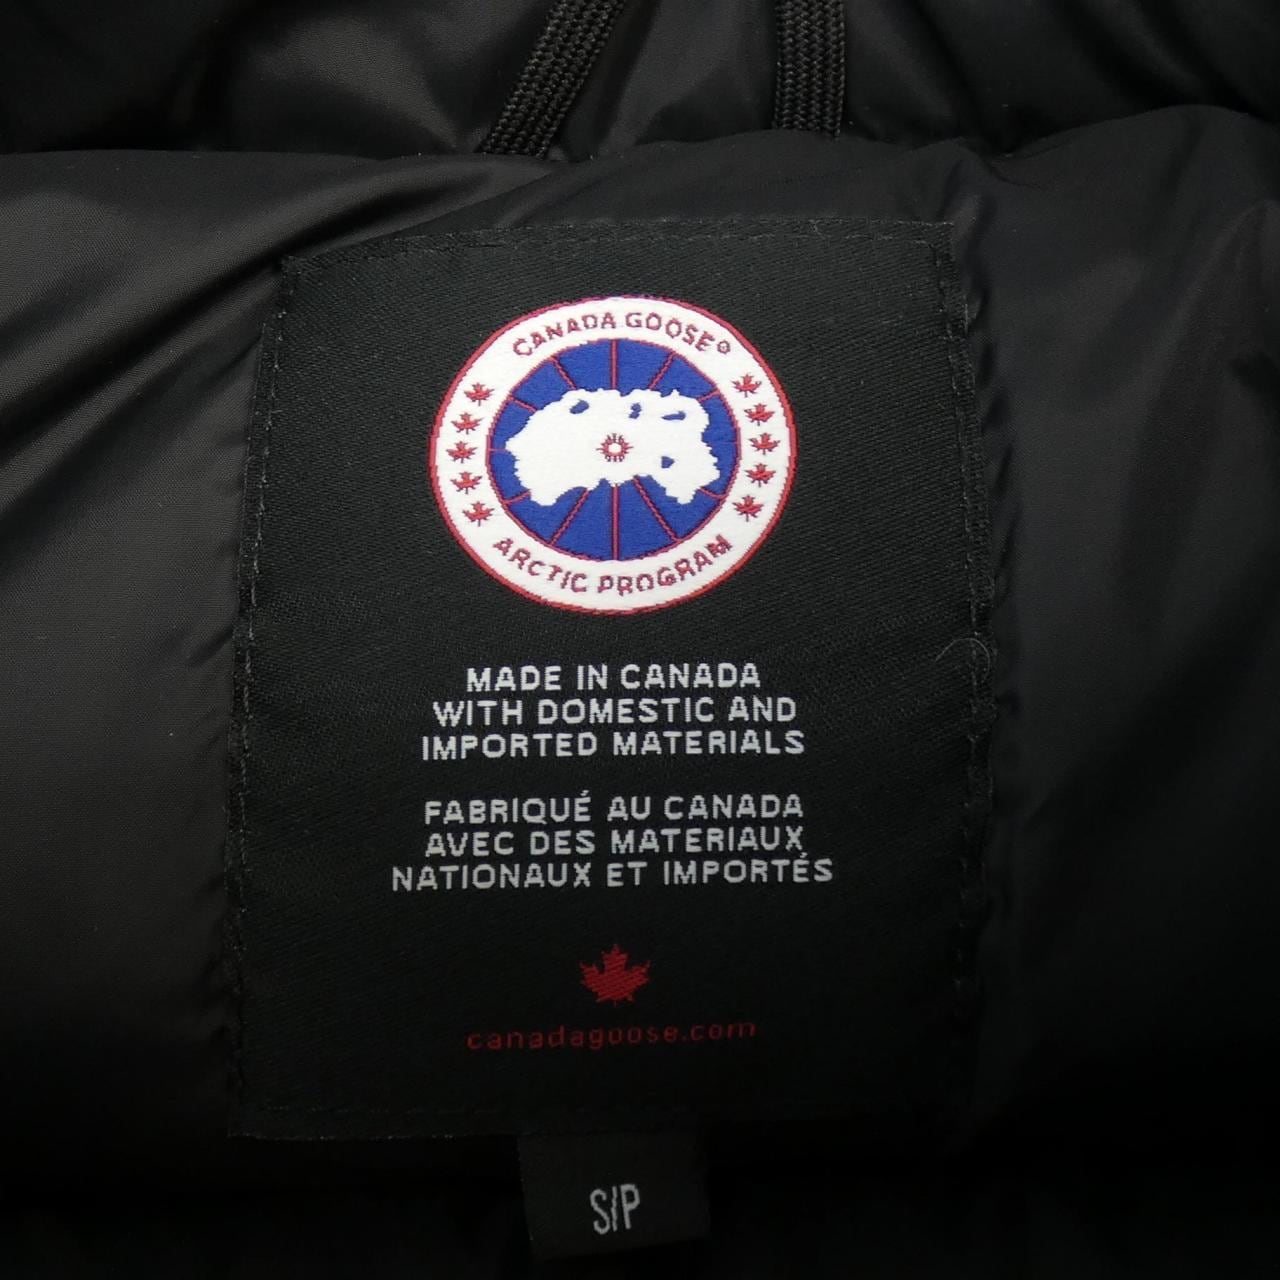 CANADA GOOSE®
ARCTIC PROGRAM
MADE IN CANADA
WITH DOMESTIC AND
IMPORTED MATERIALS
FABRIQUÉ AU CANADA
AVEC DES MATERIAUX
NATIONAUX ET IMPORTÉS
canadagoose.com
S/P